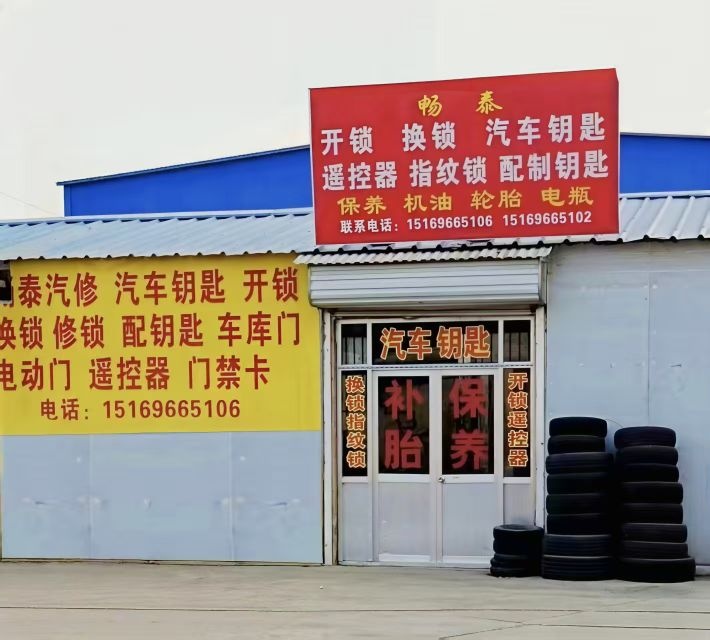 畅 泰
开锁 换锁 汽车钥匙
遥控器 指纹锁 配制钥匙
保养 机油 轮胎 电瓶
联系电话：15169665106 15169665102
泰汽修 汽车钥匙 开锁
换锁 修锁 配钥匙 车库门
电动门 遥控器 门禁卡
电话：15169665106
汽车钥匙
换锁指纹锁
补胎
保养
开锁遥控器